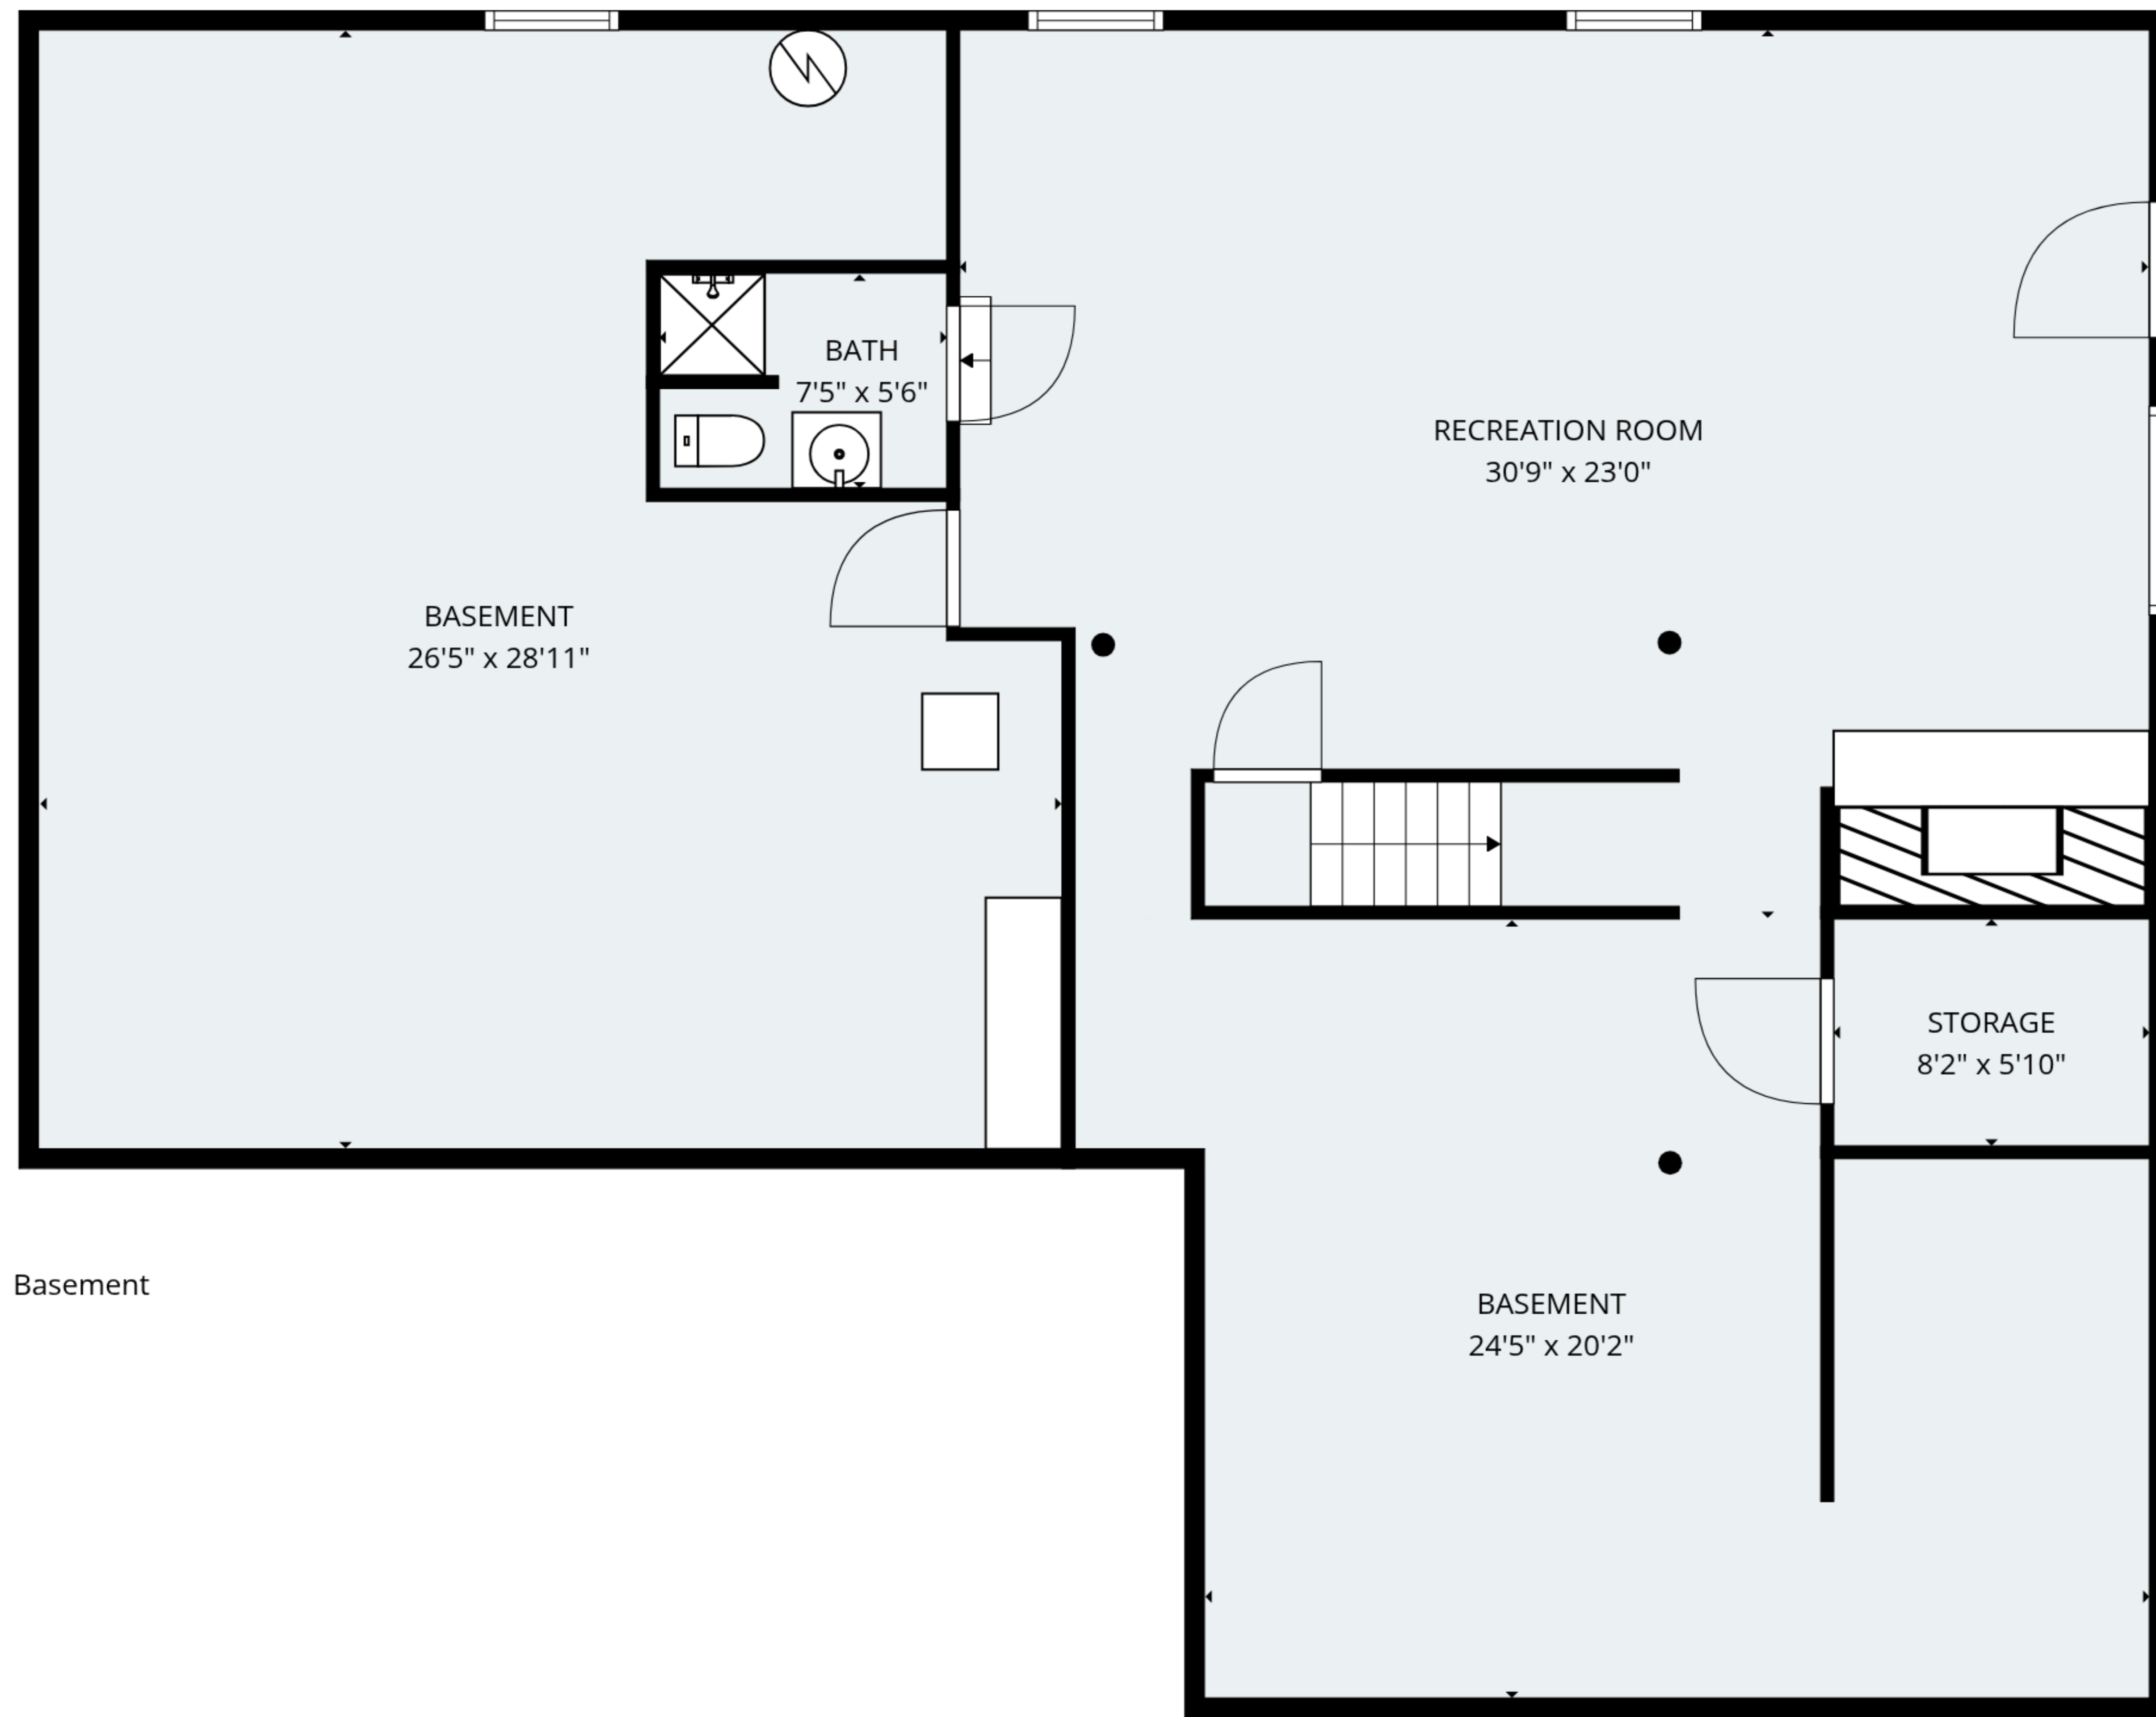 BATH
7'5" x 5'6"
RECREATION ROOM
30'9" x 23'0"
BASEMENT
26'5" x 28'11"
STORAGE
8'2" x 5'10"
Basement
BASEMENT
24'5" x 20'2"